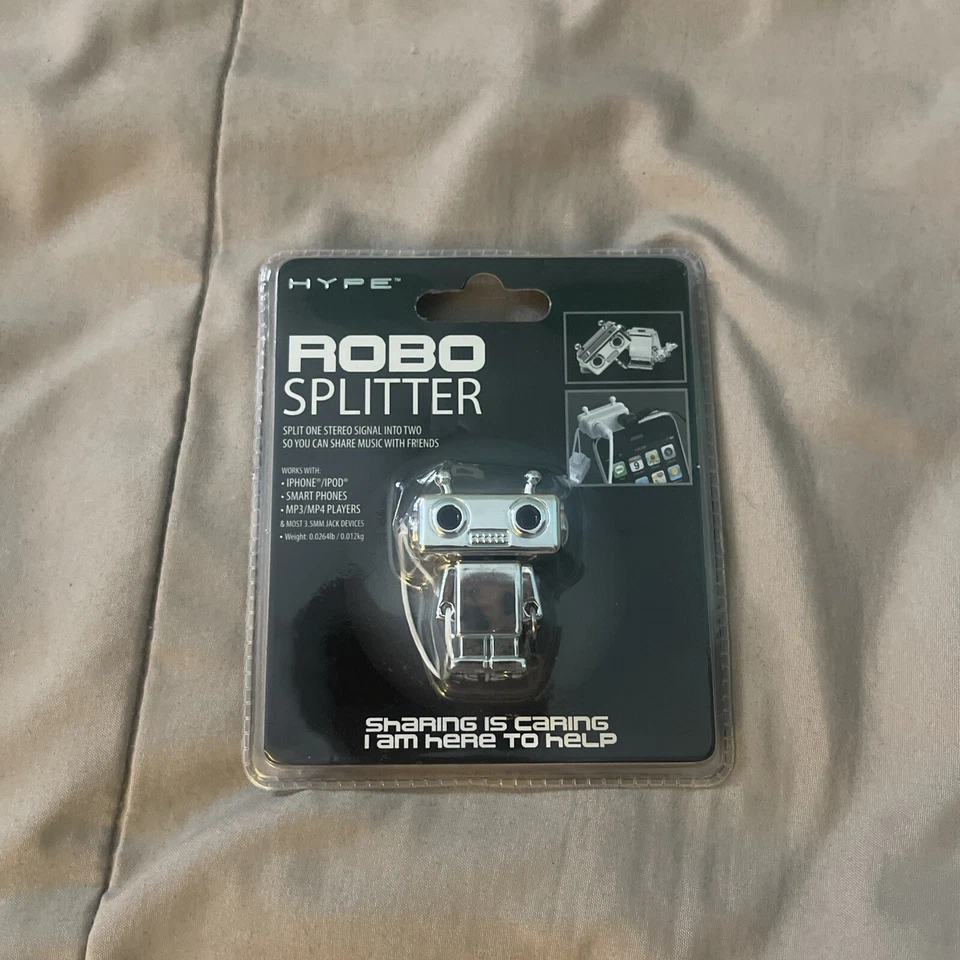 HYPE™
ROBO
SPLITTER
SPLIT ONE STEREO SIGNAL INTO TWO
SO YOU CAN SHARE MUSIC WITH FRIENDS
WORKS WITH:
• IPHONE®/IPOD®
• SMART PHONES
• MP3/MP4 PLAYERS
& MOST 3.5MM JACK DEVICES
• Weight: 0.0264lb / 0.012kg
9
SHARING IS CARING
I AM HERE TO HELP